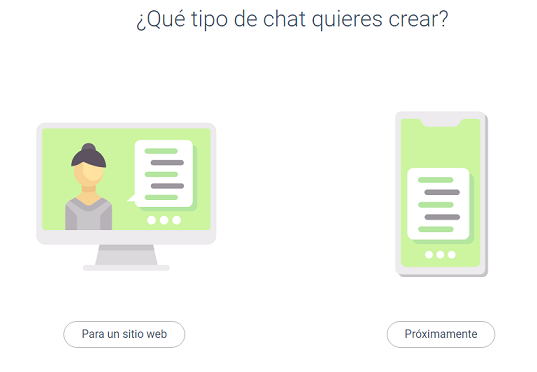 ¿Qué tipo de chat quieres crear?
Para un sitio web
Próximamente